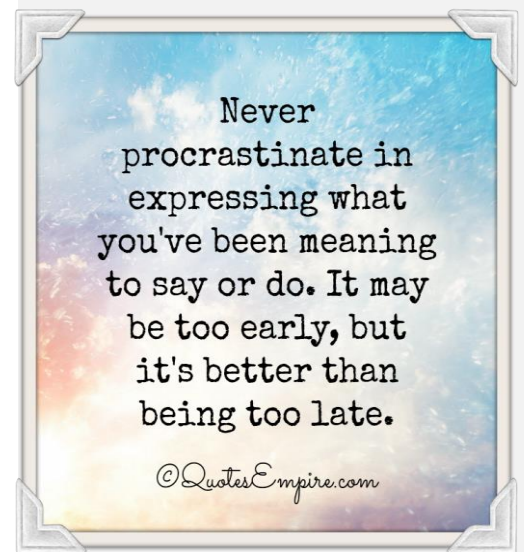 Never
procrastinate in
expressing what
you've been meaning
to say or do. It may
be too early, but
it's better than
being too late.
©QuotesEmpire.com